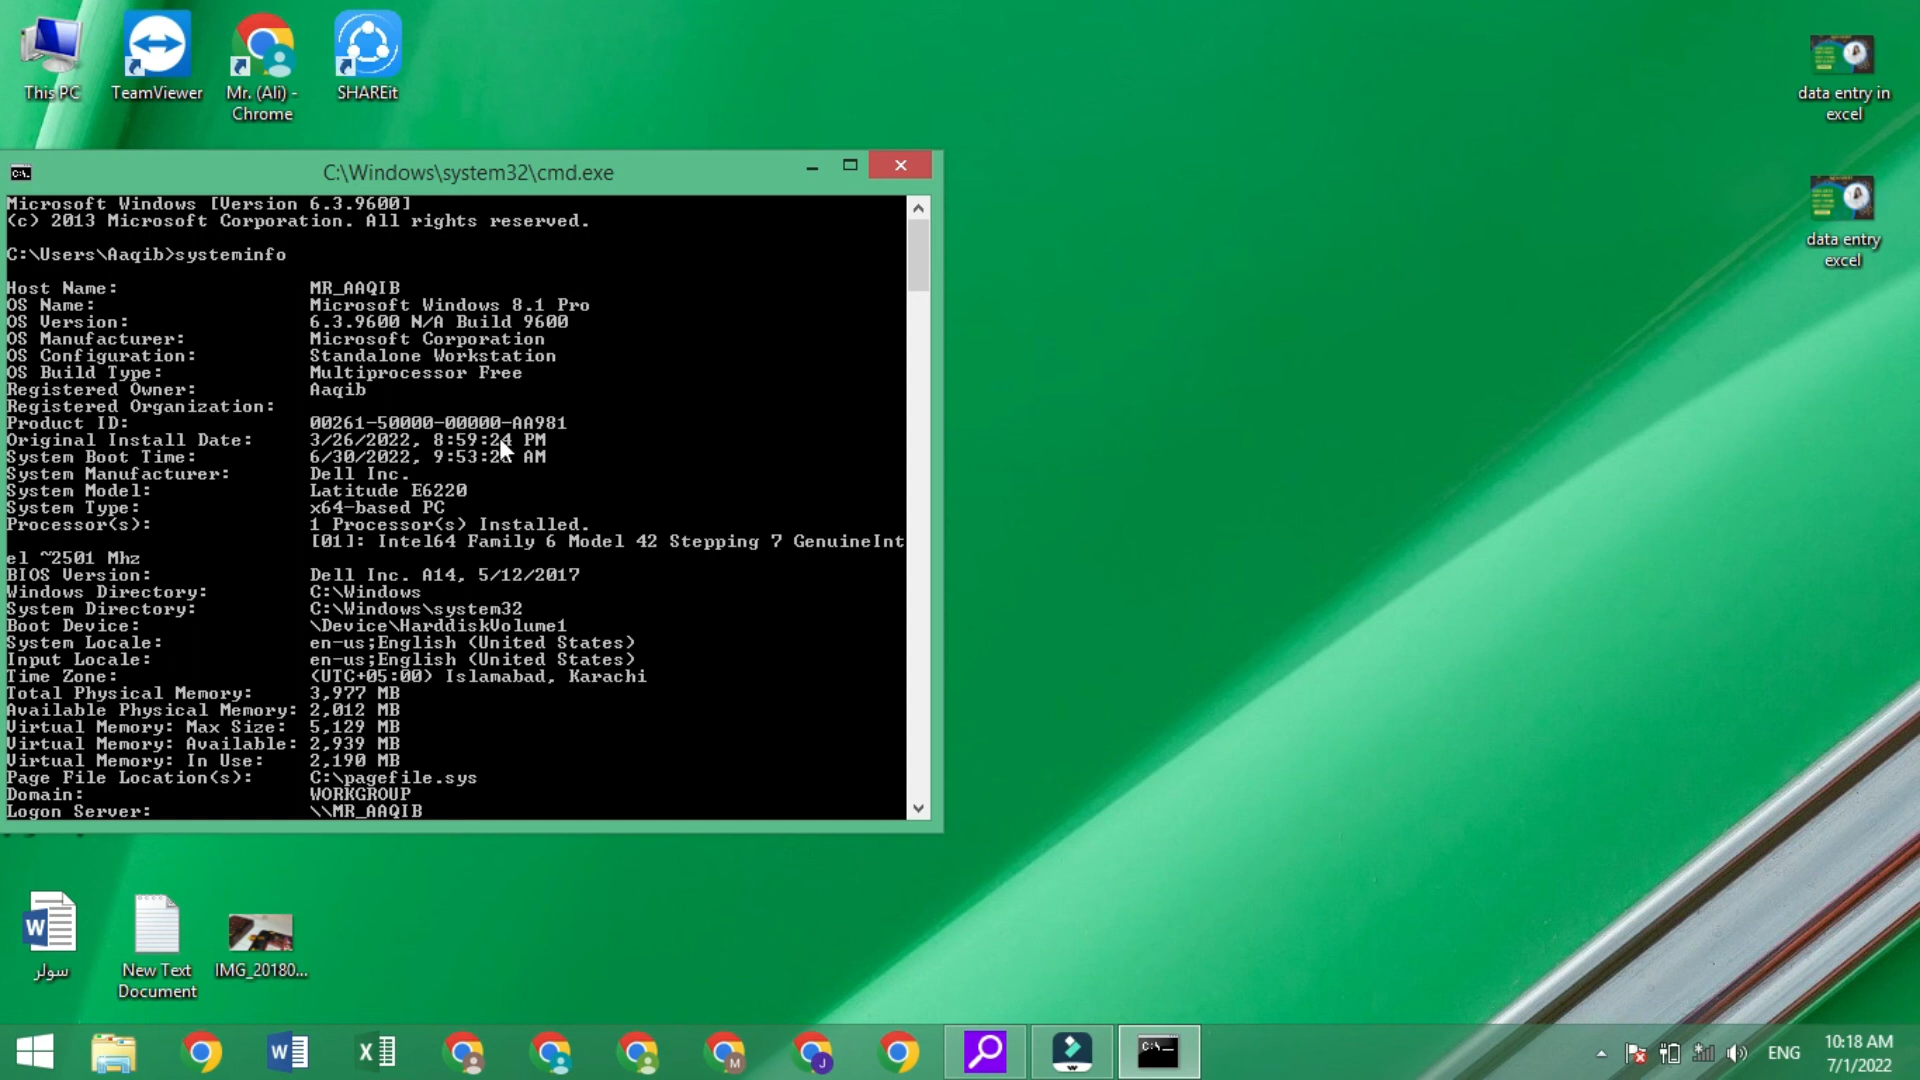 This PC
TeamViewer
Mr. (Ali) -
Chrome
SHAREit
data entry in
excel
data entry
excel
C:\Windows\system32\cmd.exe
Microsoft Windows [Version 6.3.9600]
(c) 2013 Microsoft Corporation. All rights reserved.
C:\Users\Aaqib>systeminfo
Host Name: MR_AAQIB
OS Name: Microsoft Windows 8.1 Pro
OS Version: 6.3.9600 N/A Build 9600
OS Manufacturer: Microsoft Corporation
OS Configuration: Standalone Workstation
OS Build Type: Multiprocessor Free
Registered Owner: Aaqib
Registered Organization:
Product ID: 00261-50000-00000-AA981
Original Install Date: 3/26/2022, 8:59:24 PM
System Boot Time: 6/30/2022, AM
System Manufacturer: Dell Inc.
System Model: Latitude E6220
System Type: x64-based PC
Processor(s): 1 Processor(s) Installed.
[01]: Intel64 Family 6 Model 42 Stepping 7 GenuineInt
el ~2501 Mhz
BIOS Version: Dell Inc. A14, 5/12/2017
Windows Directory: C:\Windows
System Directory: C:\Windows\system32
Boot Device: \Device\HarddiskVolume1
System Locale: en-us;English (United States)
Input Locale: en-us;English (United States)
Time Zone: (UTC+05:00) Islamabad, Karachi
Total Physical Memory: 3,977 MB
Available Physical Memory: 2,012 MB
Virtual Memory: Max Size: 5,129 MB
Virtual Memory: Available: 2,939 MB
Virtual Memory: In Use: 2,190 MB
Page File Location(s): C:\pagefile.sys
Domain: WORKGROUP
Logon Server: \\MR_AAQIB
سولر
New Text
Document
IMG_20180...
ENG
10:18 AM
7/1/2022